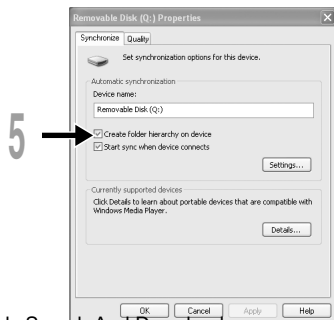 Removable Disk (Q:) Properties
Synchronize Quality
Set synchronization options for this device.
Automatic synchronization
Device name:
Removable Disk (Q:)
5
Create folder hierarchy on device
Start sync when device connects
Settings...
Currently supported devices
Click Details to learn about portable devices that are compatible with
Windows Media Player.
Details...
OK Cancel Apply Help